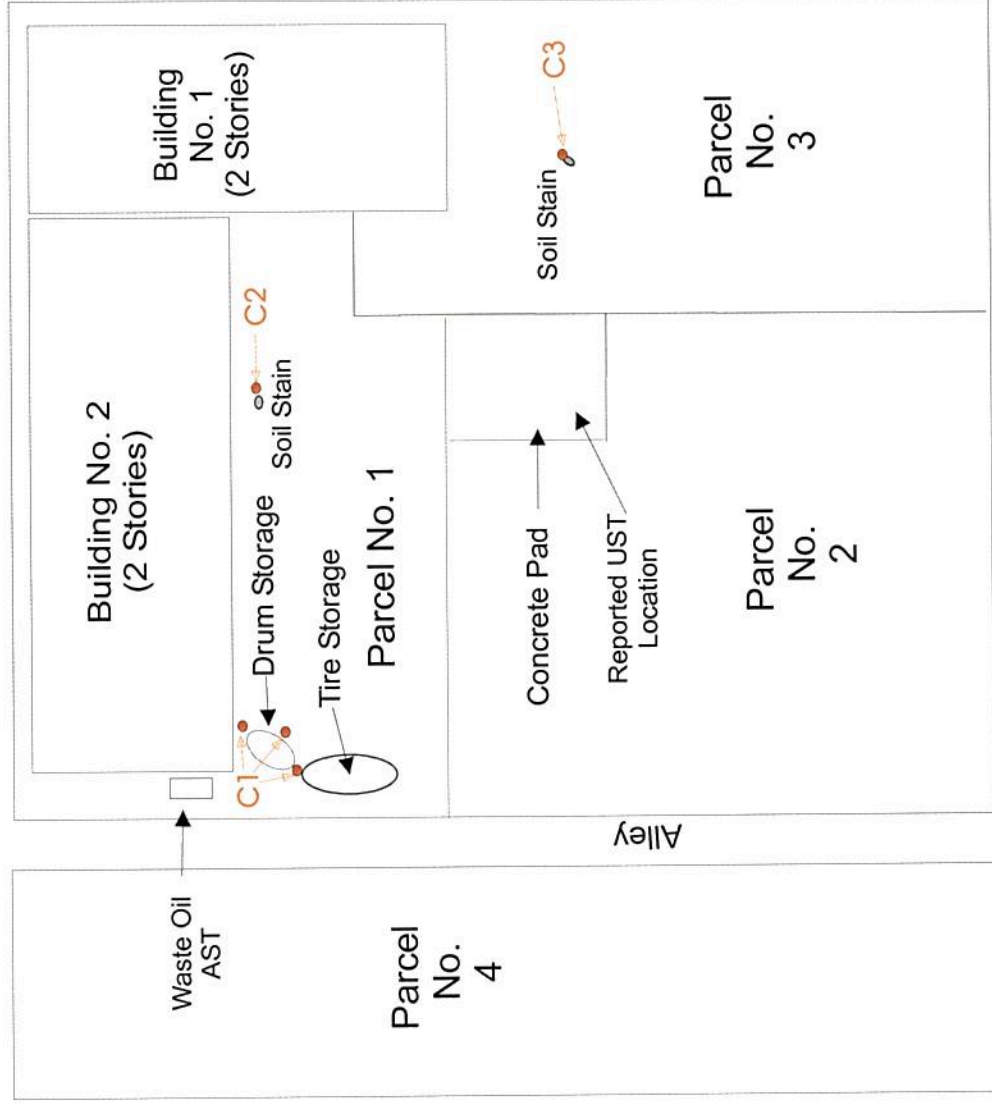 Building No. 2
(2 Stories)
Building
No. 1
(2 Stories)
C2
Soil Stain
C1
Drum Storage
Tire Storage
Parcel No. 1
Waste Oil
AST
C3
Soil Stain
Concrete Pad
Reported UST
Location
Parcel
No.
2
Parcel
No.
3
Alley
Parcel
No.
4